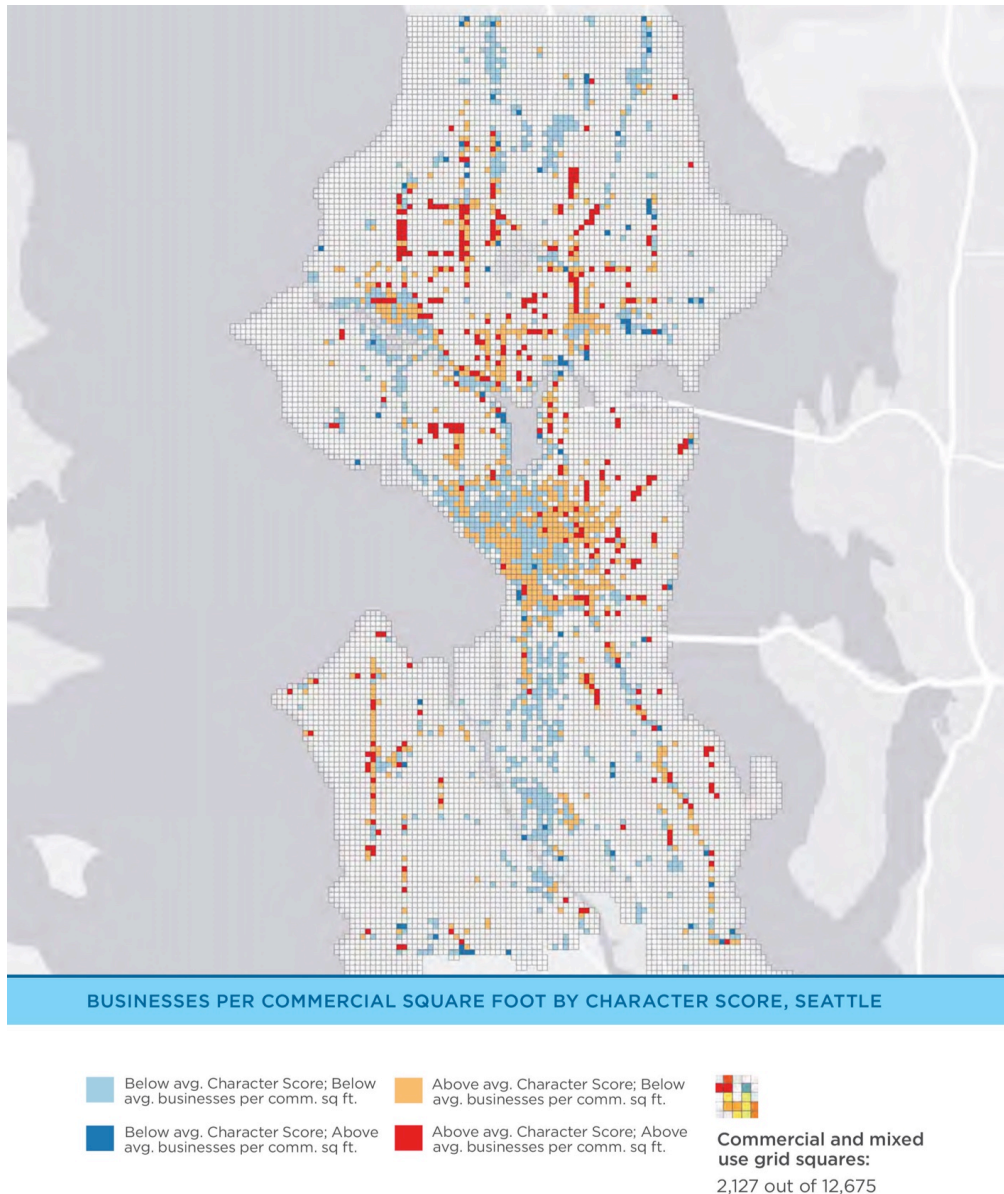 BUSINESSES PER COMMERCIAL SQUARE FOOT BY CHARACTER SCORE, SEATTLE
Below avg. Character Score; Below
avg. businesses per comm. sq ft.
Below avg. Character Score; Above
avg. businesses per comm. sq ft.
Above avg. Character Score; Below
avg. businesses per comm. sq ft.
Above avg. Character Score; Above
avg. businesses per comm. sq ft.
Commercial and mixed
use grid squares:
2,127 out of 12,675